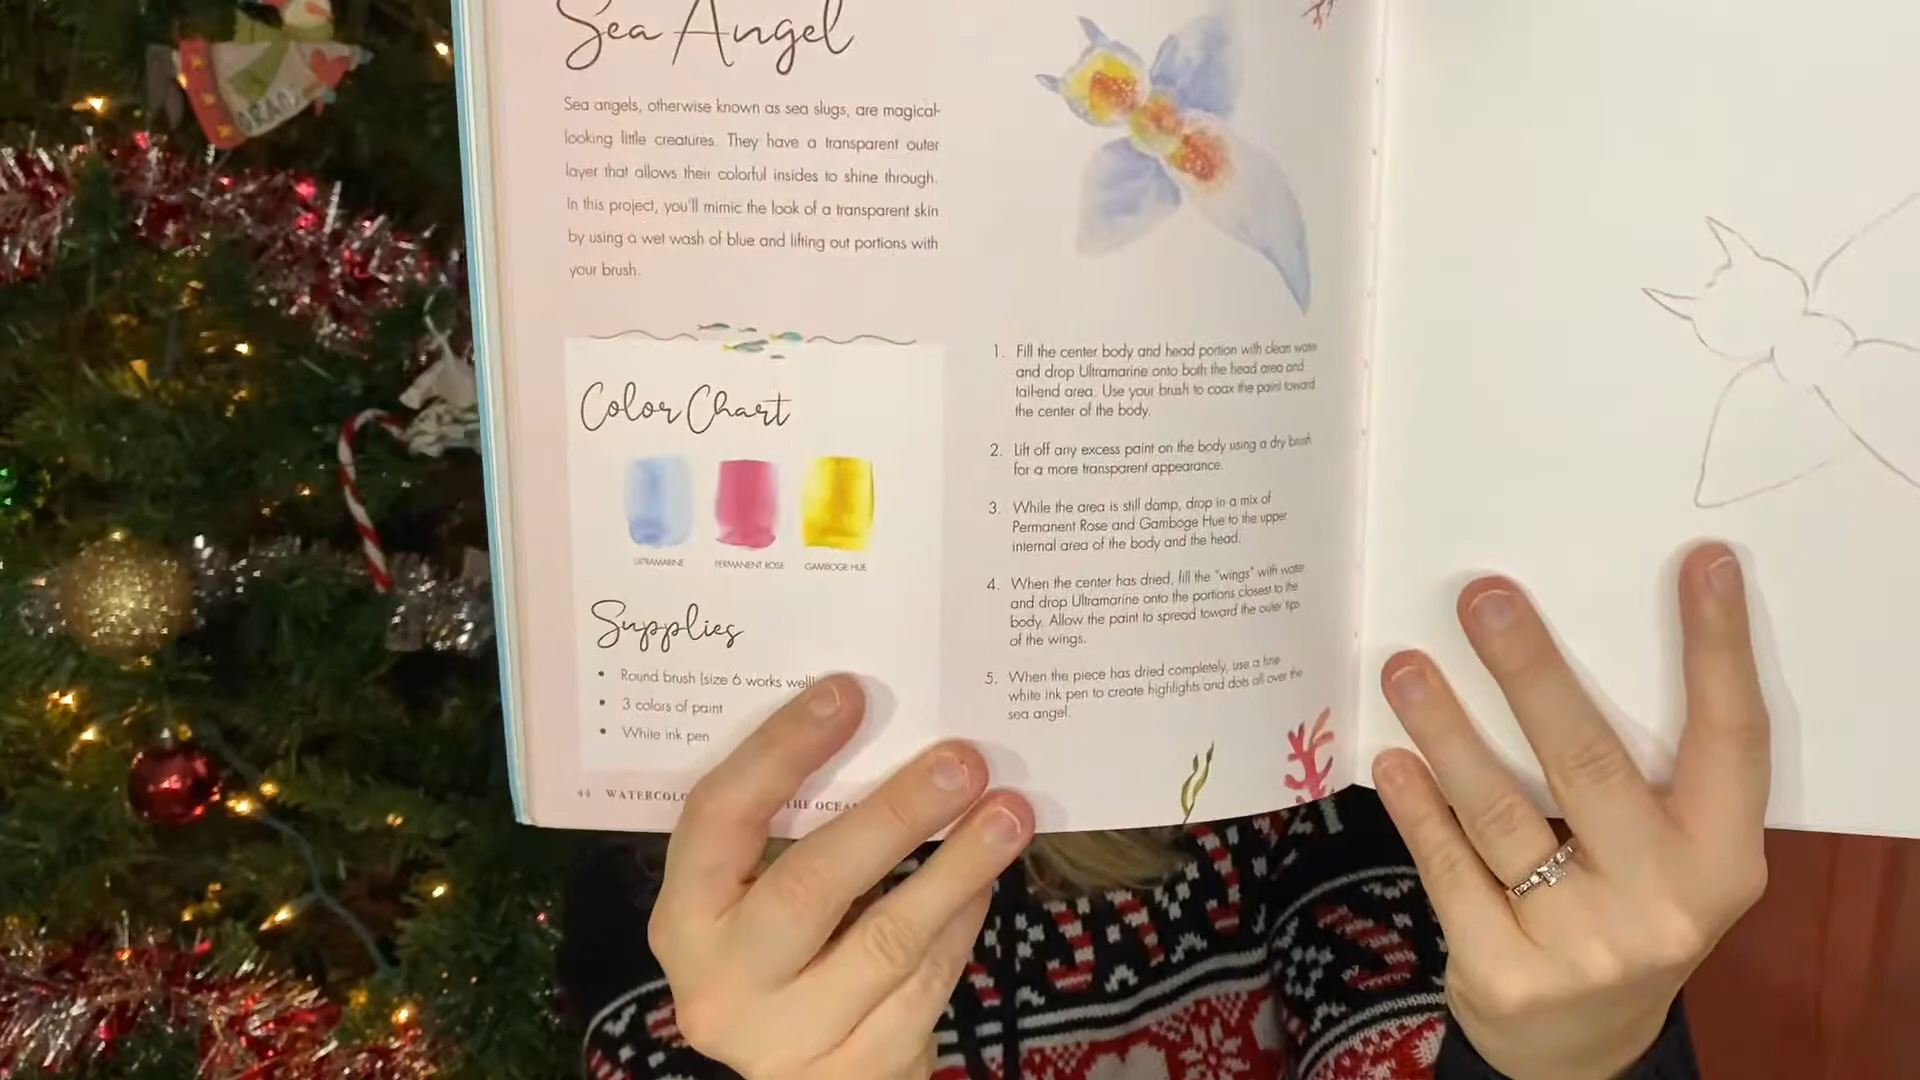 Sea Angel
Sea angels, otherwise known as sea slugs, are magical-
looking little creatures. They have a transparent outer
layer that allows their colorful insides to shine through.
In this project, you'll mimic the look of a transparent skin
by using a wet wash of blue and lifting out portions with
your brush.
Color Chart
ULTRAMARINE PERMANENT ROSE GAMBOGE HUE
Supplies
• Round brush (size 6 works well)
• 3 colors of paint
• White ink pen
44 WATERCOLO THE OCEA
1. Fill the center body and head portion with clean water
and drop Ultramarine onto both the head area and
tail-end area. Use your brush to coax the paint toward
the center of the body.
2. Lift off any excess paint on the body using a dry brush
for a more transparent appearance.
3. While the area is still damp, drop in a mix of
Permanent Rose and Gamboge Hue to the upper
internal area of the body and the head.
4. When the center has dried, fill the "wings" with water
and drop Ultramarine onto the portions closest to the
body. Allow the paint to spread toward the outer tips
of the wings.
5. When the piece has dried completely, use a fine
white ink pen to create highlights and dots all over the
sea angel.